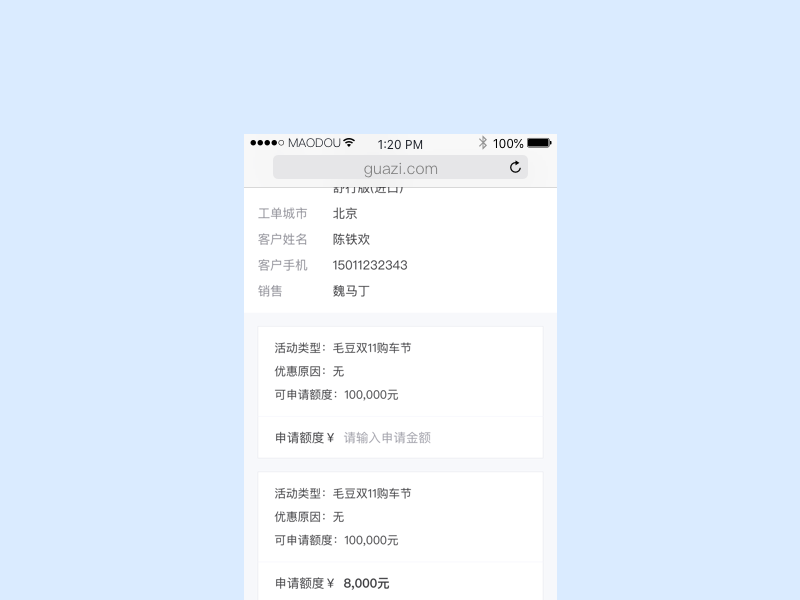 MAODOU 1:20 PM 100%
guazi.com
舒行版(进口)
工单城市 北京
客户姓名 陈铁欢
客户手机 15011232343
销售 魏马丁
活动类型：毛豆双11购车节
优惠原因：无
可申请额度：100,000元
申请额度 ¥ 请输入申请金额
活动类型：毛豆双11购车节
优惠原因：无
可申请额度：100,000元
申请额度 ¥ 8,000元